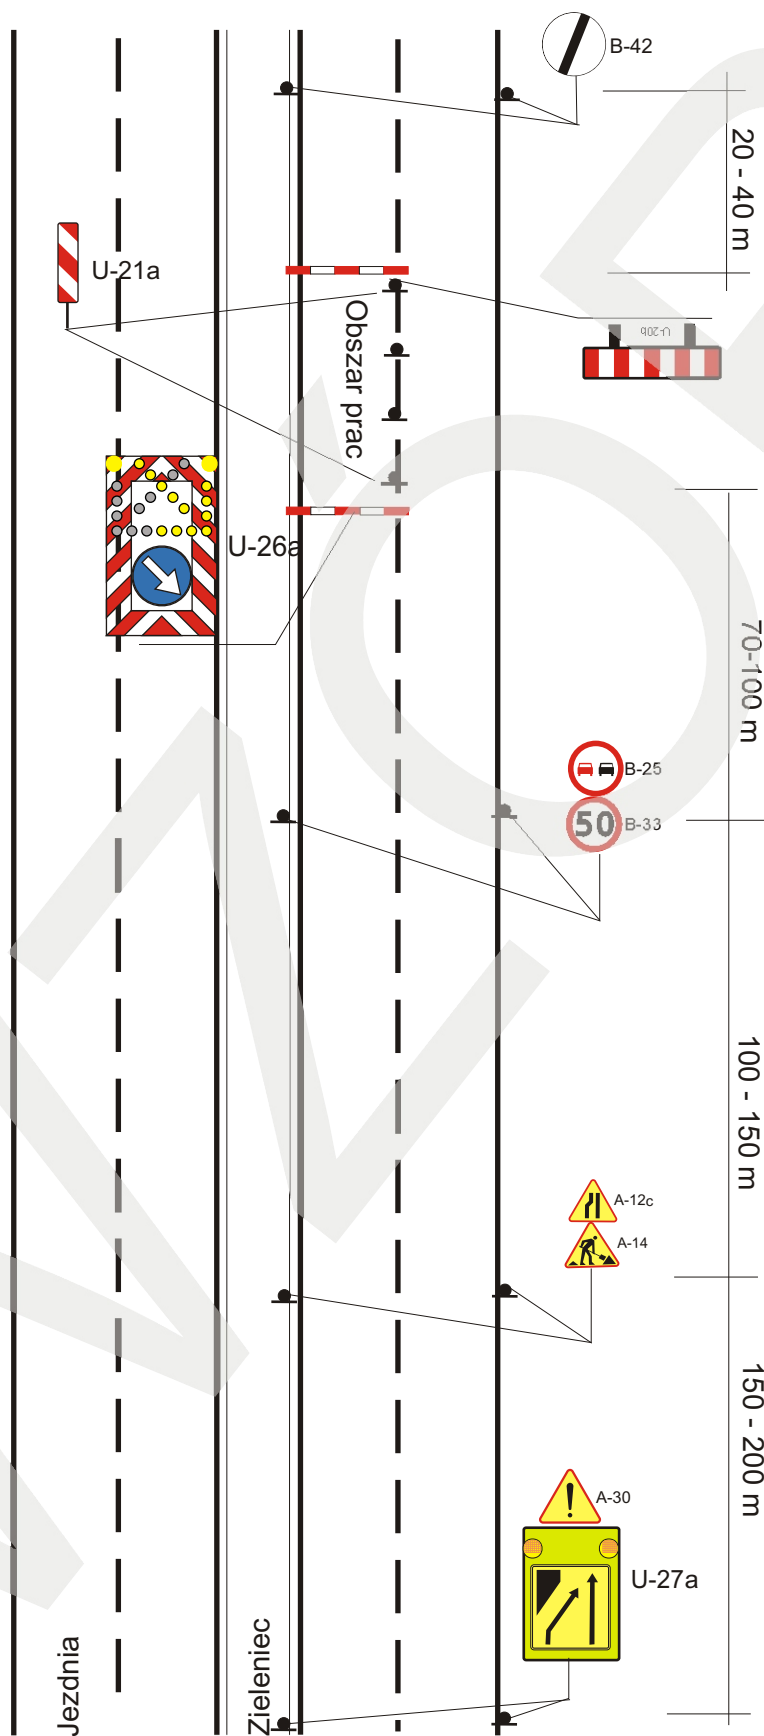 B-42
20 - 40 m
U-21a
Obszar prac
U-20b
U-26a
70-100 m
B-25
50
B-33
100 - 150 m
A-12c
A-14
150 - 200 m
A-30
U-27a
Jezdnia
Zieleniec
WZÓR